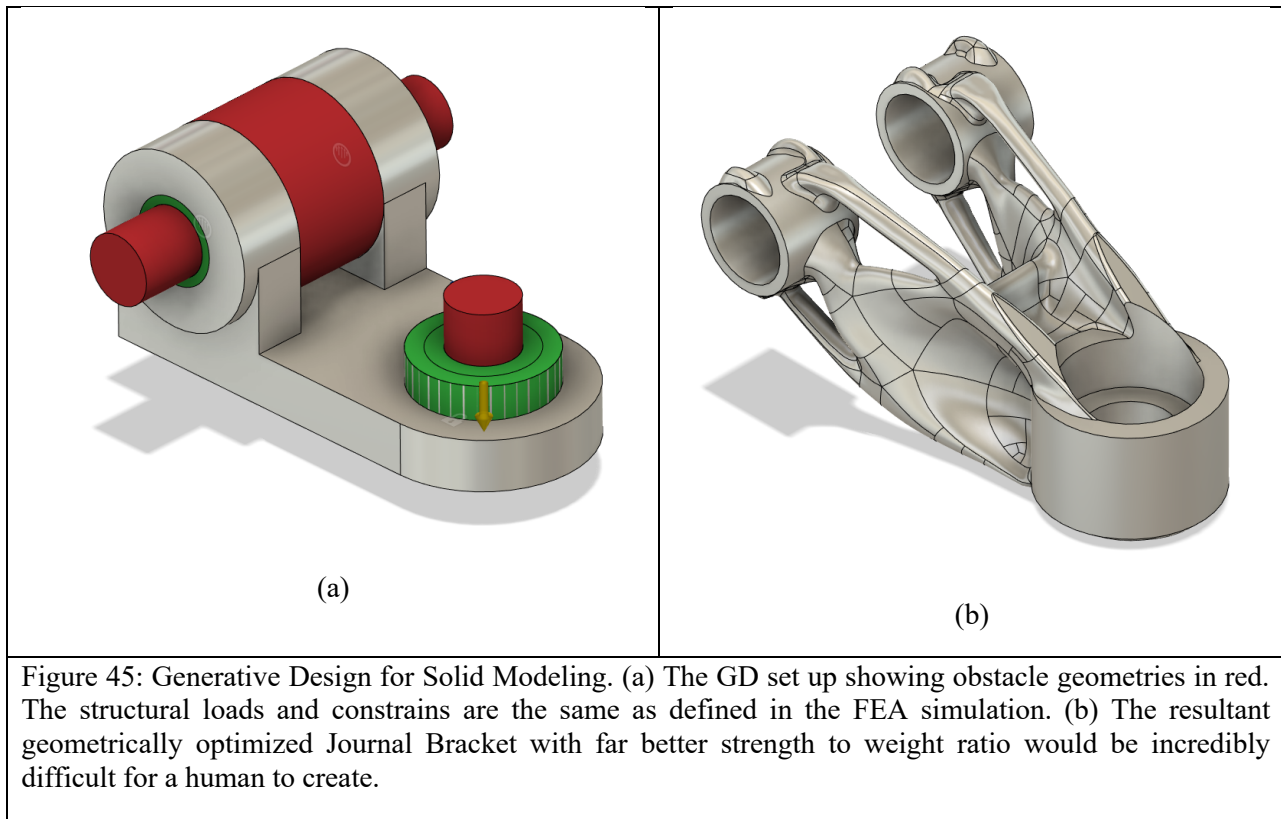 (a)
(b)
Figure 45: Generative Design for Solid Modeling. (a) The GD set up showing obstacle geometries in red.
The structural loads and constrains are the same as defined in the FEA simulation. (b) The resultant
geometrically optimized Journal Bracket with far better strength to weight ratio would be incredibly
difficult for a human to create.